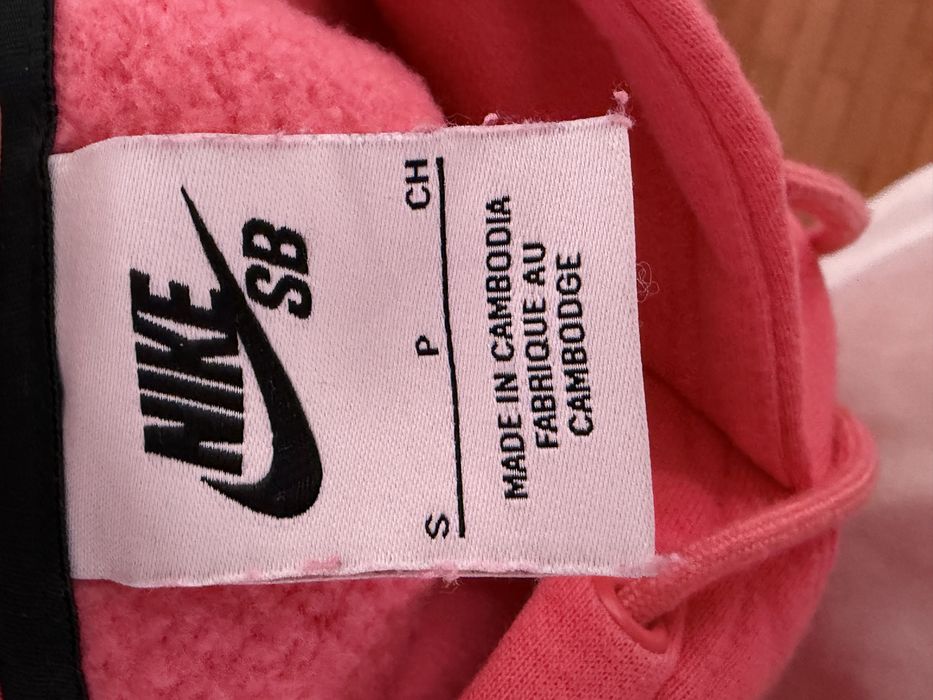 NIKE
SB
S P CH
MADE IN CAMBODIA
FABRIQUE AU
CAMBODGE